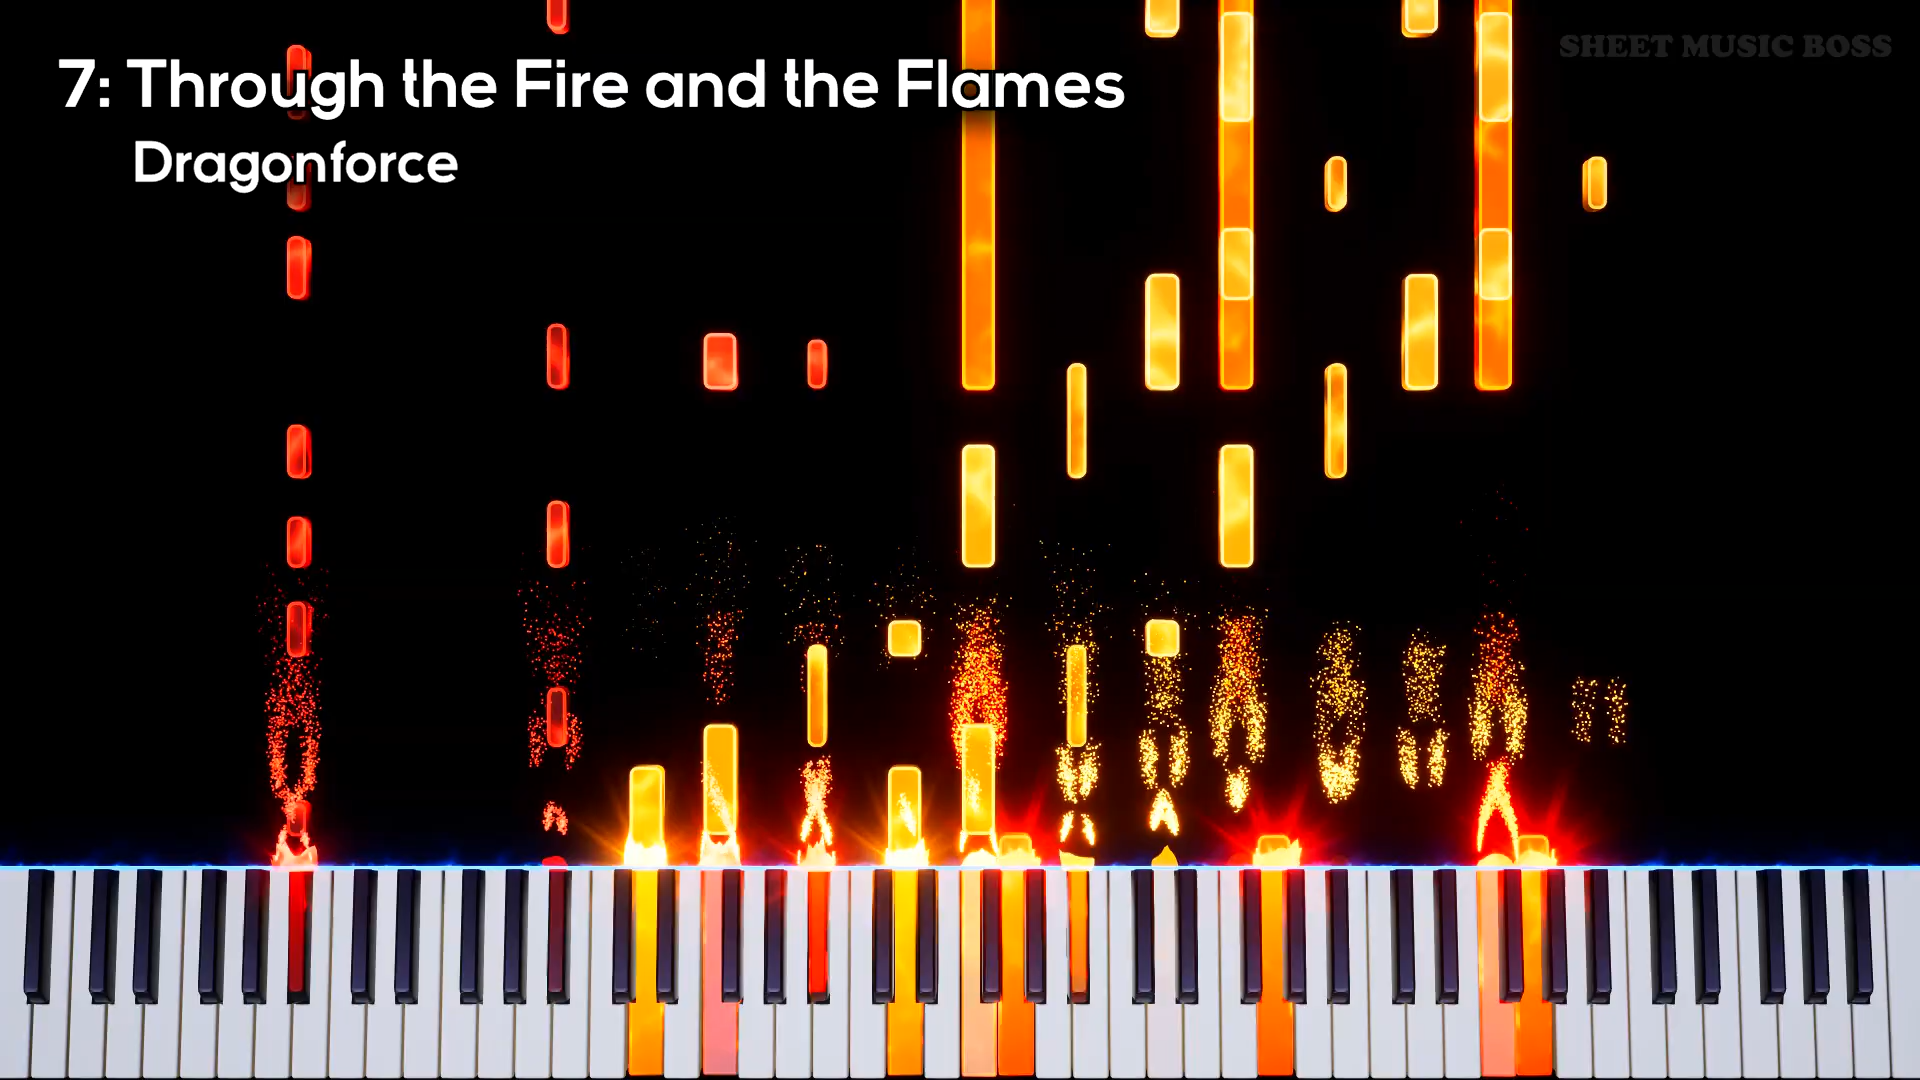 7: Through the Fire and the Flames
Dragonforce
SHEET MUSIC BOSS